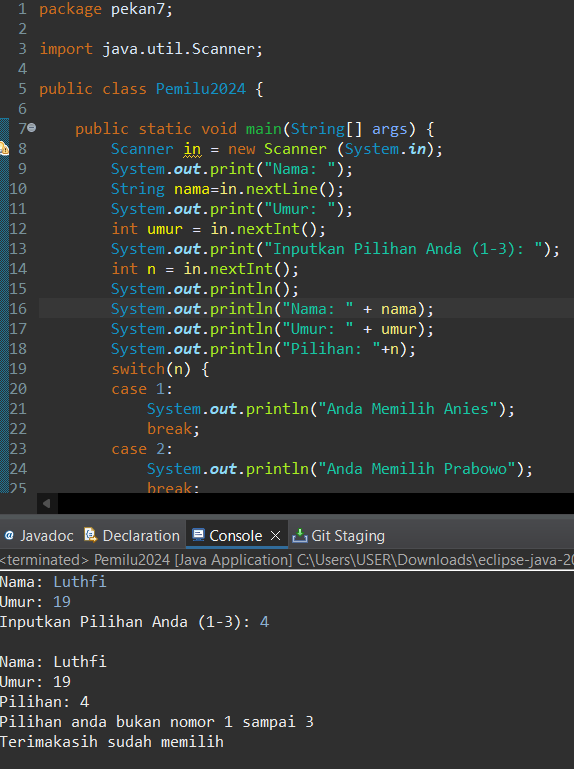 1 package pekan7;
2
3 import java.util.Scanner;
4
5 public class Pemilu2024 {
6
7 public static void main(String[] args) {
8 Scanner in = new Scanner (System.in);
9 System.out.print("Nama: ");
10 String nama=in.nextLine();
11 System.out.print("Umur: ");
12 int umur = in.nextInt();
13 System.out.print("Inputkan Pilihan Anda (1-3): ");
14 int n = in.nextInt();
15 System.out.println();
16 System.out.println("Nama: " + nama);
17 System.out.println("Umur: " + umur);
18 System.out.println("Pilihan: "+n);
19 switch(n) {
20 case 1:
21 System.out.println("Anda Memilih Anies");
22 break;
23 case 2:
24 System.out.println("Anda Memilih Prabowo");
25 break;
@ Javadoc Declaration Console Git Staging
<terminated> Pemilu2024 [Java Application] C:\Users\USER\Downloads\eclipse-java-20
Nama: Luthfi
Umur: 19
Inputkan Pilihan Anda (1-3): 4
Nama: Luthfi
Umur: 19
Pilihan: 4
Pilihan anda bukan nomor 1 sampai 3
Terimakasih sudah memilih